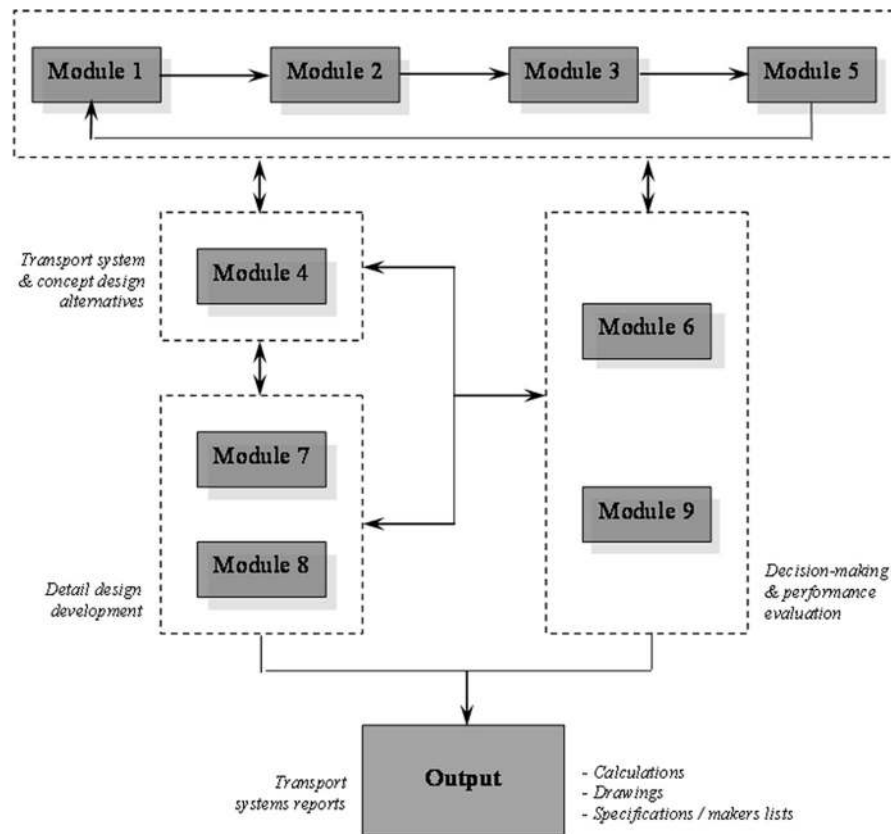 Module 1
Module 2
Module 3
Module 5
Transport system
& concept design
alternatives
Module 4
Module 6
Module 7
Module 9
Module 8
Detail design
development
Decision-making
& performance
evaluation
Output
Transport
systems reports
- Calculations
- Drawings
- Specifications / makers lists